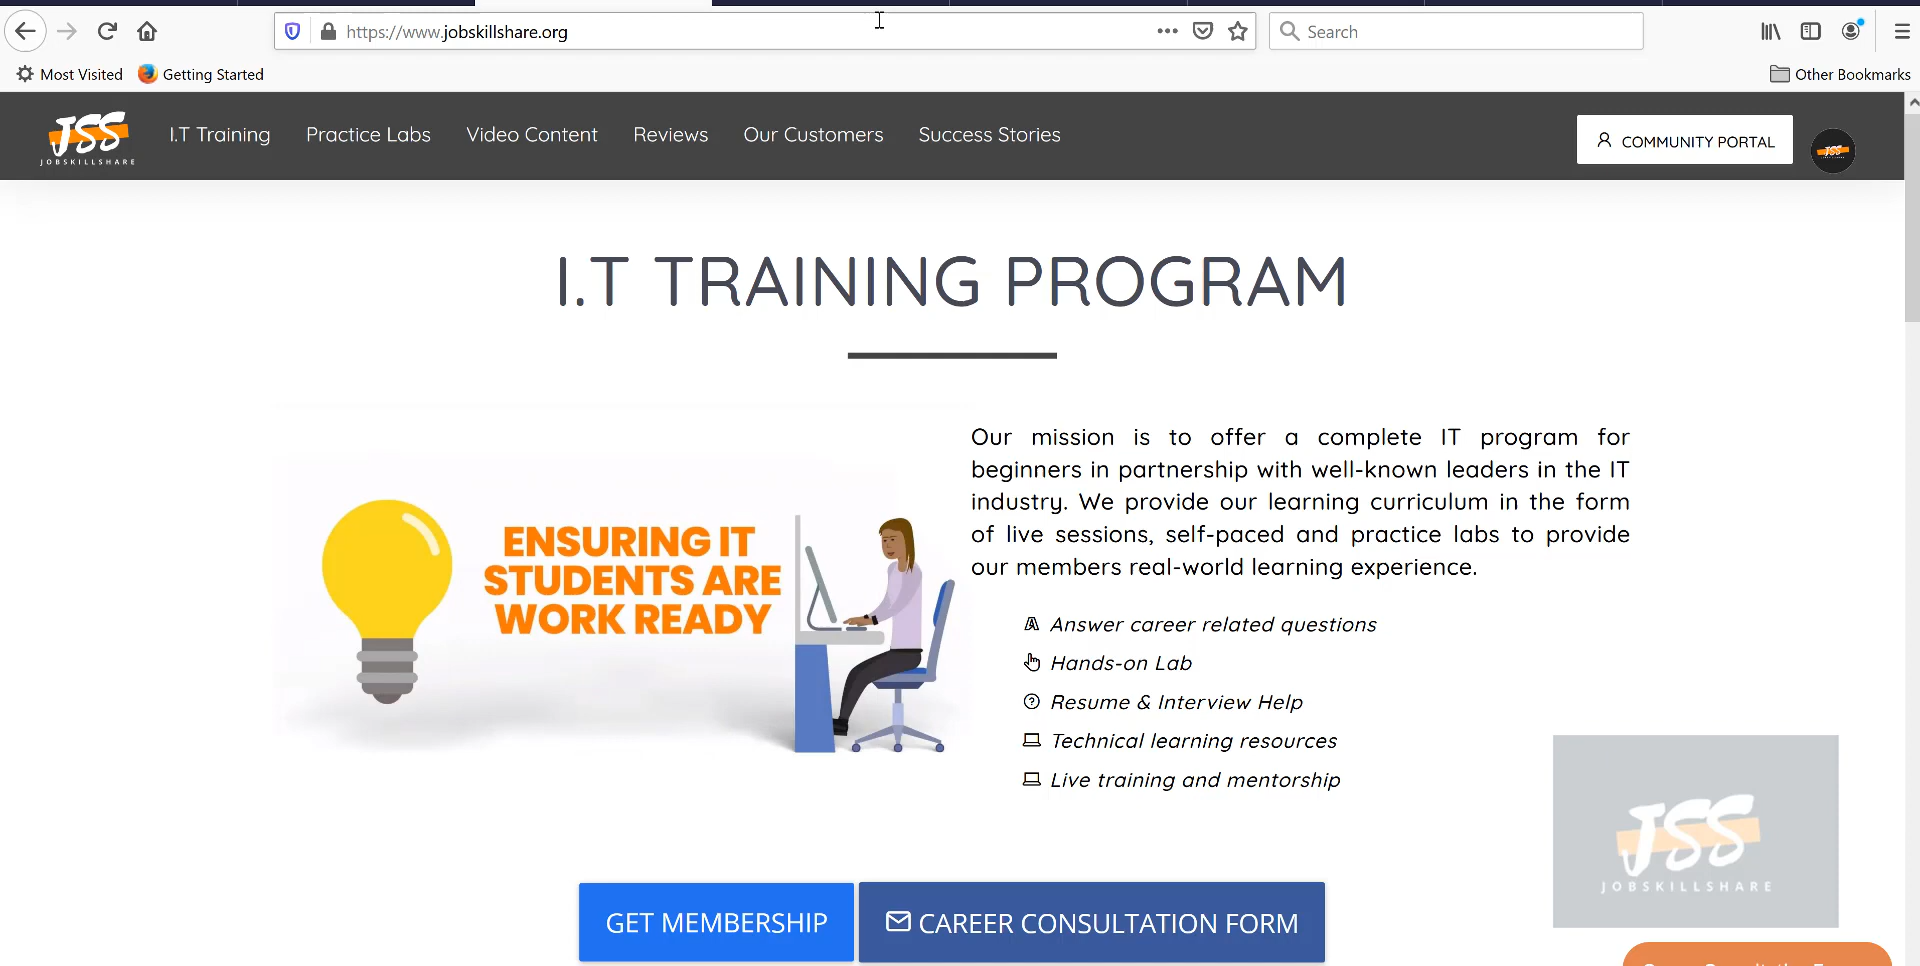 https://www.jobskillshare.org
Search
Most Visited
Getting Started
Other Bookmarks
JSS
JOBSKILLSHARE
I.T Training
Practice Labs
Video Content
Reviews
Our Customers
Success Stories
COMMUNITY PORTAL
JSS
I.T TRAINING PROGRAM
ENSURING IT
STUDENTS ARE
WORK READY
Our mission is to offer a complete IT program for
beginners in partnership with well-known leaders in the IT
industry. We provide our learning curriculum in the form
of live sessions, self-paced and practice labs to provide
our members real-world learning experience.
Answer career related questions
Hands-on Lab
Resume & Interview Help
Technical learning resources
Live training and mentorship
JSS
JOBSKILLSHARE
GET MEMBERSHIP
CAREER CONSULTATION FORM